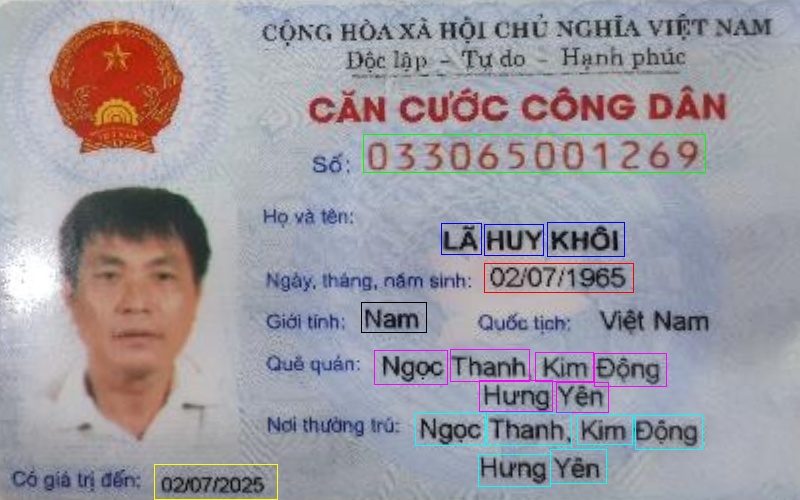 CỘNG HÒA XÃ HỘI CHỦ NGHĨA VIỆT NAM
Độc lập - Tự do - Hạnh phúc
CĂN CƯỚC CÔNG DÂN
Số: 033065001269
Họ và tên:
LÃ HUY KHÔI
Ngày, tháng, năm sinh: 02/07/1965
Giới tính: Nam Quốc tịch: Việt Nam
Quê quán: Ngọc Thanh, Kim Động
Hưng Yên
Nơi thường trú: Ngọc Thanh, Kim Động
Hưng Yên
Có giá trị đến: 02/07/2025